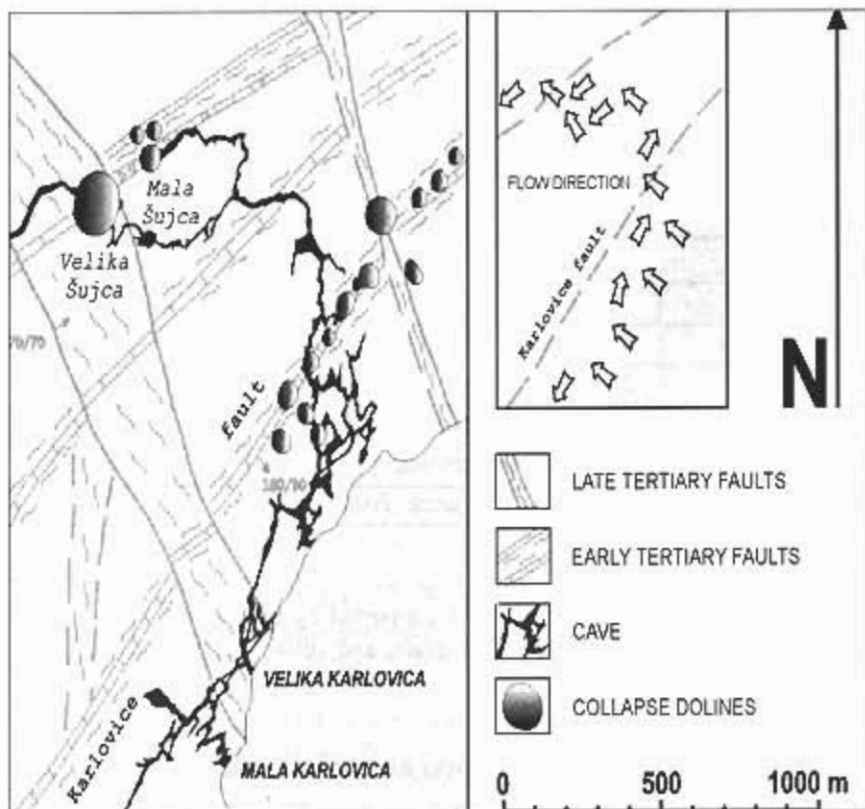 Mala
Šujca
Velika
Šujca
70/70
fault
180/90
VELIKA KARLOVICA
Karlovice
MALA KARLOVICA
FLOW DIRECTION
Karlovice fault
N
LATE TERTIARY FAULTS
EARLY TERTIARY FAULTS
CAVE
COLLAPSE DOLINES
0 500 1000 m